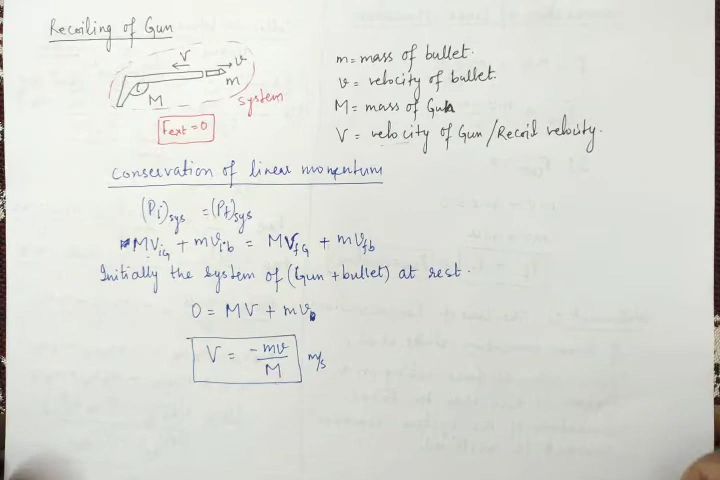 Recoiling of Gun
V
v
m
M
System
Fext = 0
m = mass of bullet.
v = velocity of bullet.
M = mass of Gun
V = velocity of Gun / Recoil velocity.
Conservation of linear momentum
(Pi)sys = (Pf)sys
MViG + mvib = MVfG + mvfb
Initially the system of (Gun + bullet) at rest.
0 = MV + mv
V = -mv/M m/s